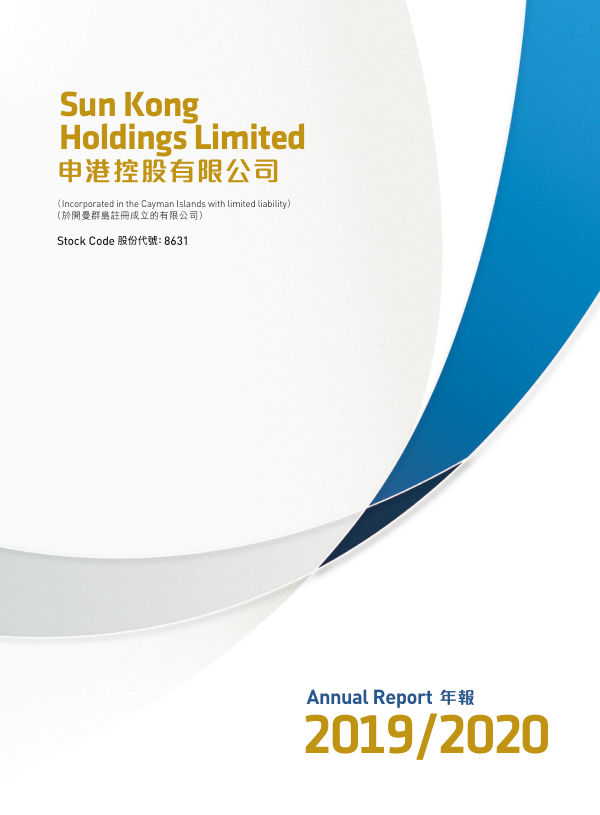 Sun Kong
Holdings Limited
申港控股有限公司
(Incorporated in the Cayman Islands with limited liability)
(於開曼群島註冊成立的有限公司)
Stock Code 股份代號: 8631
Annual Report 年報
2019/2020